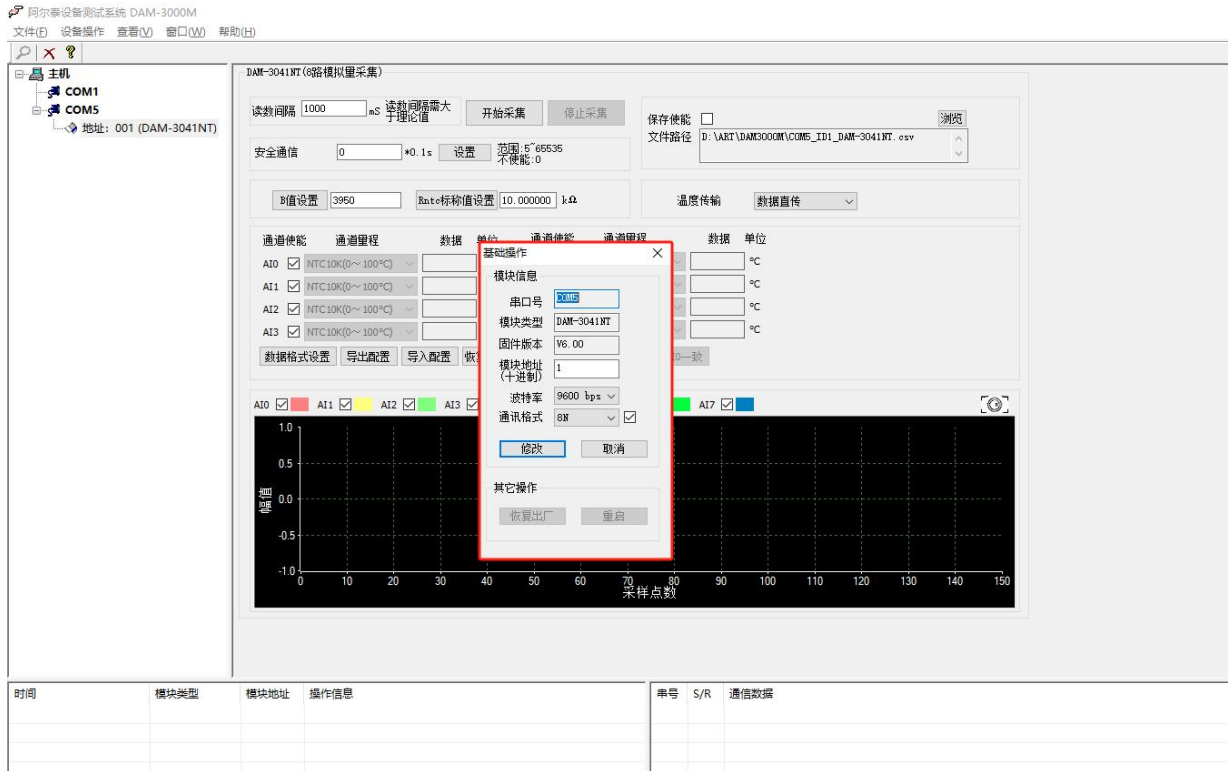 阿尔泰设备测试系统 DAM-3000M
文件(F) 设备操作 查看(V) 窗口(W) 帮助(H)
主机
COM1
COM5
地址：001 (DAM-3041NT)
DAM-3041NT(8路模拟量采集)
读数间隔 1000 mS 读数间隔需大于理论值 开始采集 停止采集
安全通信 0 *0.1s 设置 范围:5~65535 不使能:0
保存使能
浏览
文件路径 D:\ART\DAM3000M\COM5_ID1_DAM-3041NT.csv
B值设置 3950 Rntc标称值设置 10.000000 kΩ
温度传输 数据直传
通道使能 通道里程 数据 单位 通道使能 通道里程 数据 单位
AI0 NTC10K(0～100°C) °C
AI1 NTC10K(0～100°C) °C
AI2 NTC10K(0～100°C) °C
AI3 NTC10K(0～100°C) °C
数据格式设置 导出配置 导入配置 一致
基础操作
模块信息
串口号 COM5
模块类型 DAM-3041NT
固件版本 V6.00
模块地址 (十进制) 1
波特率 9600 bps
通讯格式 8N
修改 取消
其它操作
恢复出厂 重启
AI0 AI1 AI2 AI3 AI7
1.0
0.5
0.0
-0.5
-1.0
幅值
0 10 20 30 40 50 60 70 80 90 100 110 120 130 140 150
采样点数
时间 模块类型 模块地址 操作信息
串号 S/R 通信数据